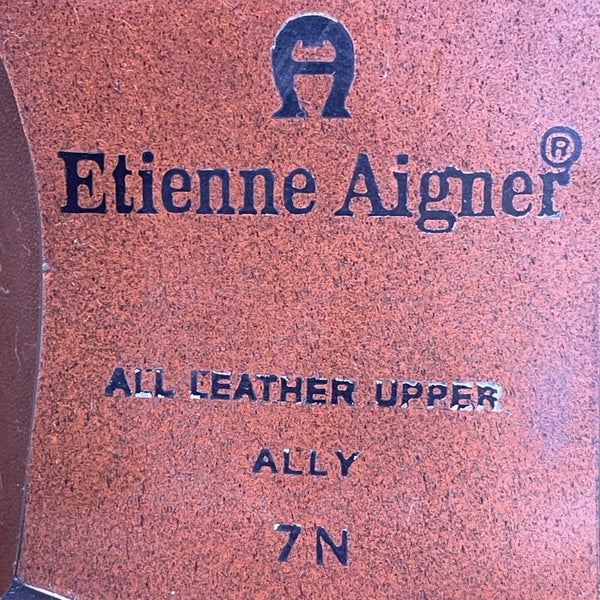 Etienne Aigner®
ALL LEATHER UPPER
ALLY
7N